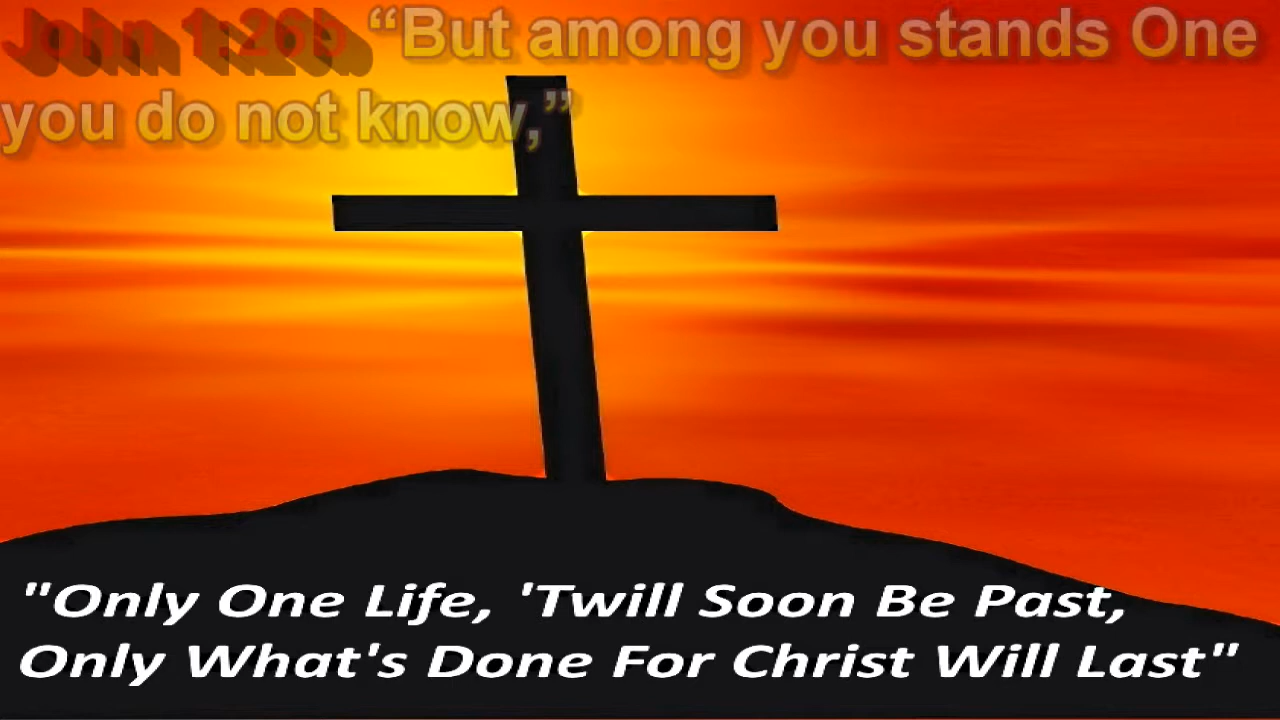 John 1:26b “But among you stands One
you do not know,”
"Only One Life, 'Twill Soon Be Past,
Only What's Done For Christ Will Last"